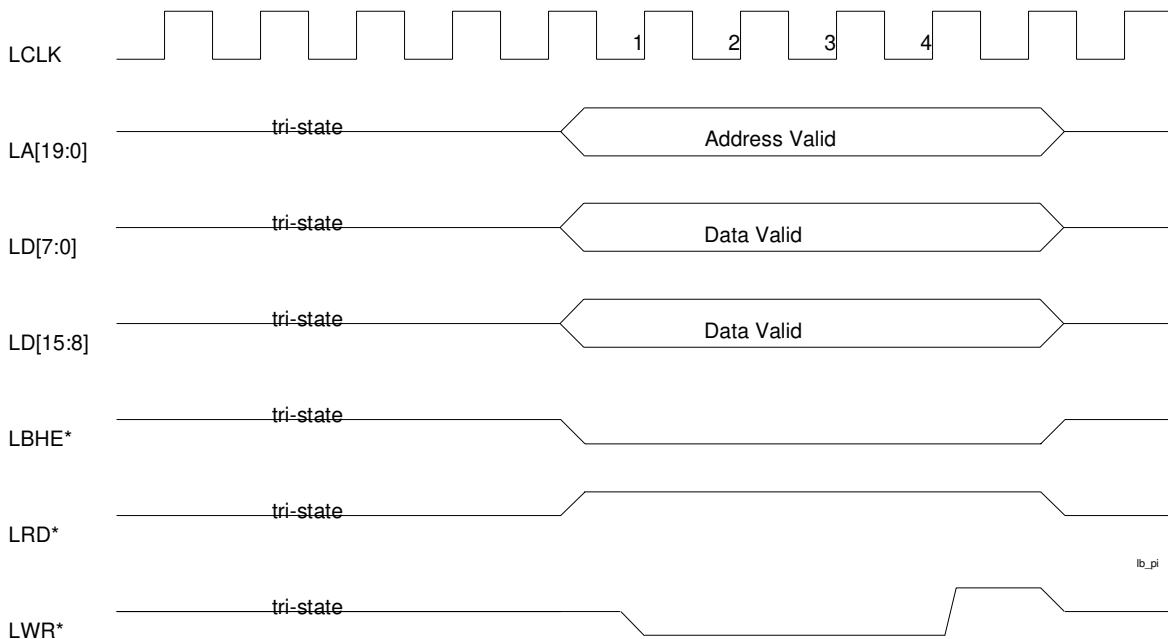 1 2 3 4
LCLK
tri-state
Address Valid
LA[19:0]
tri-state
Data Valid
LD[7:0]
tri-state
Data Valid
LD[15:8]
tri-state
LBHE*
tri-state
LRD*
lb_pi
tri-state
LWR*